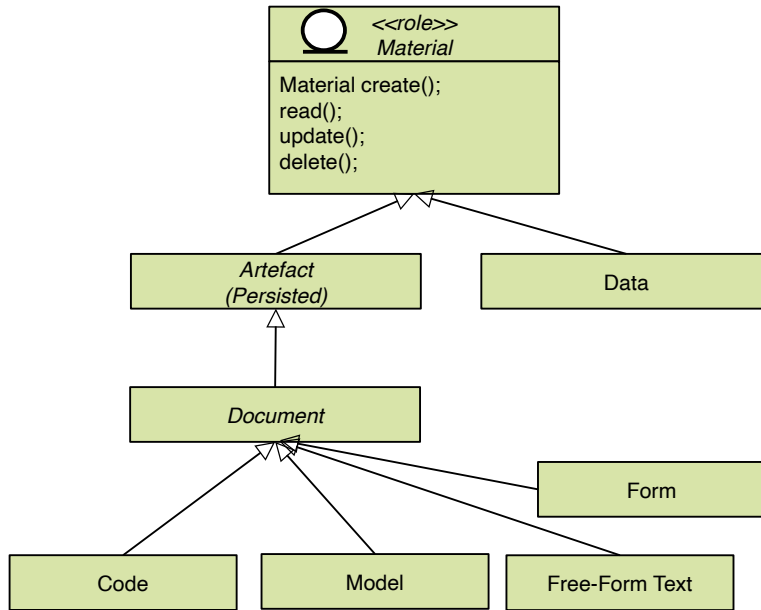 <<role>>
Material
Material create();
read();
update();
delete();
Artefact
(Persisted)
Data
Document
Form
Code
Model
Free-Form Text